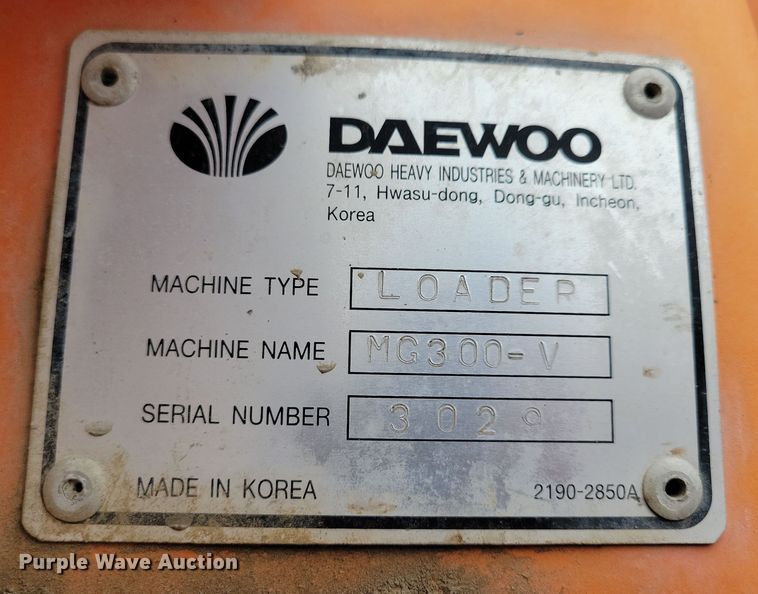 DAEWOO
DAEWOO HEAVY INDUSTRIES & MACHINERY LTD.
7-11, Hwasu-dong, Dong-gu, Incheon,
Korea
MACHINE TYPE LOADER
MACHINE NAME MG300-V
SERIAL NUMBER 3029
MADE IN KOREA 2190-2850A
Purple Wave Auction